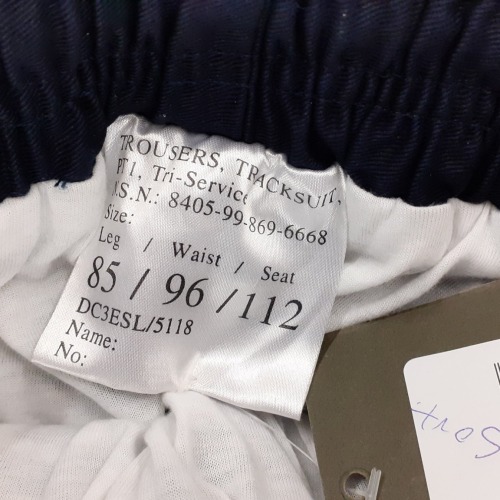 TROUSERS, TRACKSUIT,
PT1, Tri-Service
N.S.N.: 8405-99-869-6668
Size:
Leg / Waist / Seat
85 / 96 / 112
DC3ESL/5118
Name:
No: